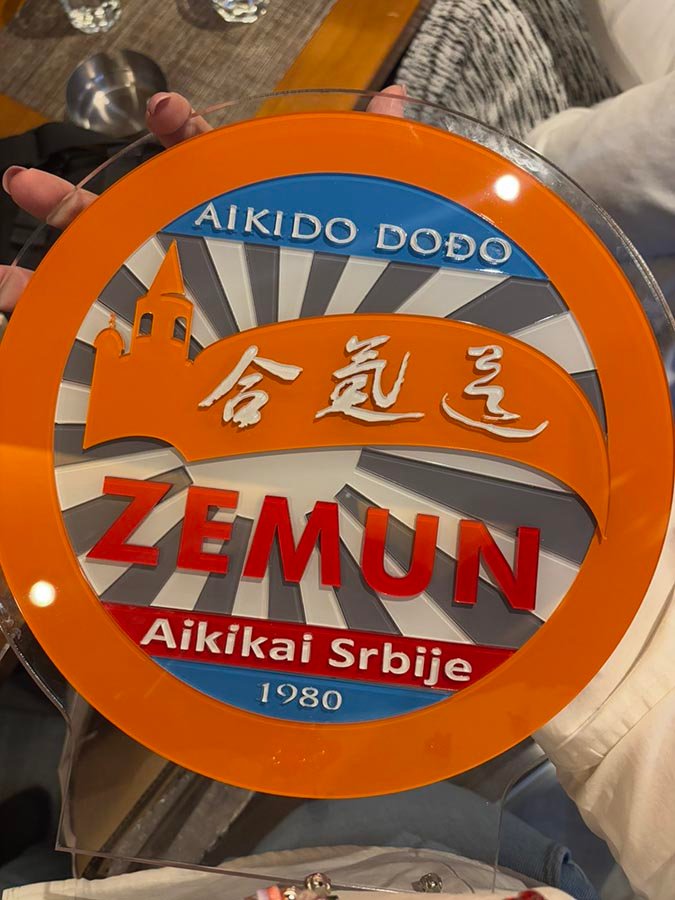 AIKIDO DOĐO
合氣道
ZEMUN
Aikikai Srbije
1980